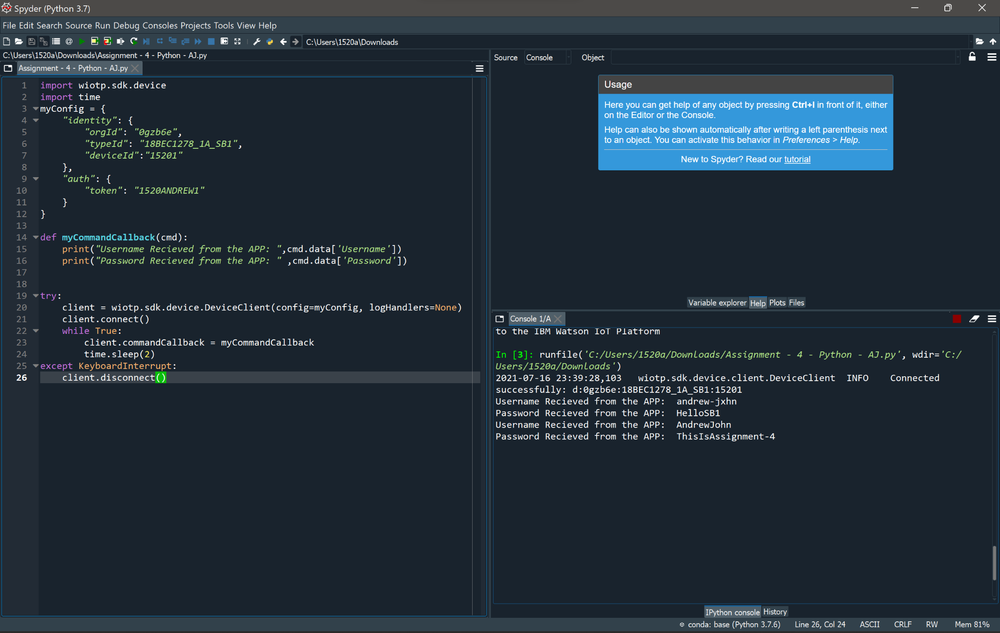 Spyder (Python 3.7)
File Edit Search Source Run Debug Consoles Projects Tools View Help
C:\Users\1520a\Downloads
C:\Users\1520a\Downloads\Assignment - 4 - Python - AJ.py
Assignment - 4 - Python - AJ.py
1 import wiotp.sdk.device
2 import time
3 myConfig = {
4     "identity": {
5         "orgId": "0gzb6e",
6         "typeId": "18BEC1278_1A_SB1",
7         "deviceId":"15201"
8     },
9     "auth": {
10         "token": "1520ANDREW1"
11     }
12 }
13
14 def myCommandCallback(cmd):
15     print("Username Recieved from the APP: ",cmd.data['Username'])
16     print("Password Recieved from the APP: " ,cmd.data['Password'])
17
18
19 try:
20     client = wiotp.sdk.device.DeviceClient(config=myConfig, logHandlers=None)
21     client.connect()
22     while True:
23         client.commandCallback = myCommandCallback
24         time.sleep(2)
25 except KeyboardInterrupt:
26     client.disconnect()
Source Console Object
Usage
Here you can get help of any object by pressing Ctrl+I in front of it, either
on the Editor or the Console.
Help can also be shown automatically after writing a left parenthesis next
to an object. You can activate this behavior in Preferences > Help.
New to Spyder? Read our tutorial
Variable explorer Help Plots Files
Console 1/A
to the IBM Watson IoT Platform
In [3]: runfile('C:/Users/1520a/Downloads/Assignment - 4 - Python - AJ.py', wdir='C:/
Users/1520a/Downloads')
2021-07-16 23:39:28,103   wiotp.sdk.device.client.DeviceClient  INFO    Connected
successfully: d:0gzb6e:18BEC1278_1A_SB1:15201
Username Recieved from the APP:  andrew-jxhn
Password Recieved from the APP:  HelloSB1
Username Recieved from the APP:  AndrewJohn
Password Recieved from the APP:  ThisIsAssignment-4
IPython console History
conda: base (Python 3.7.6) Line 26, Col 24 ASCII CRLF RW Mem 81%